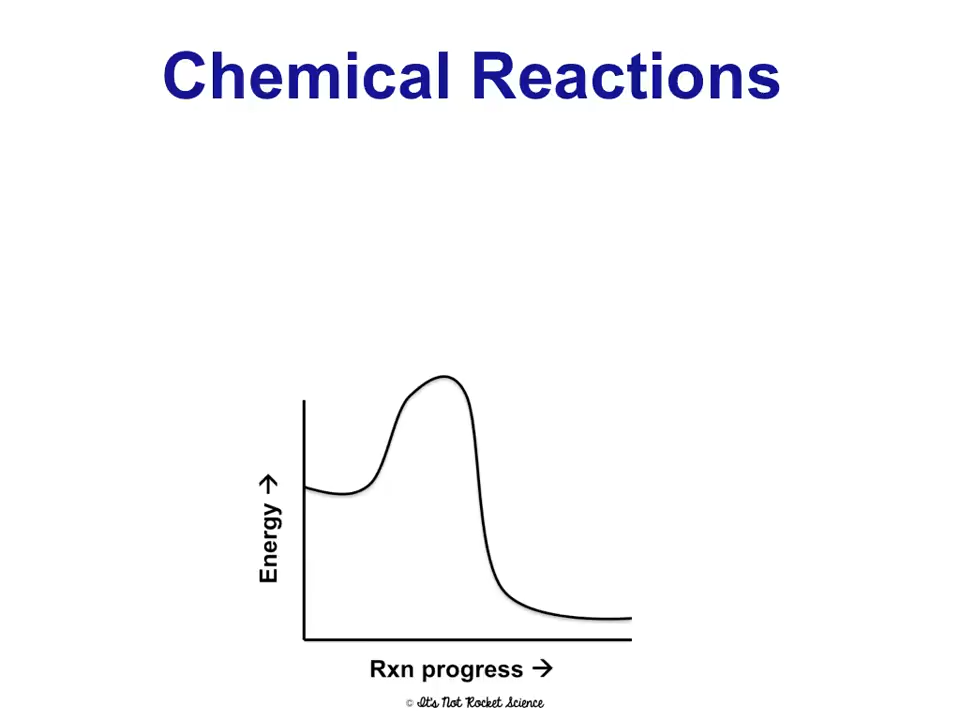 Chemical Reactions
Energy →
Rxn progress →
© It's Not Rocket Science